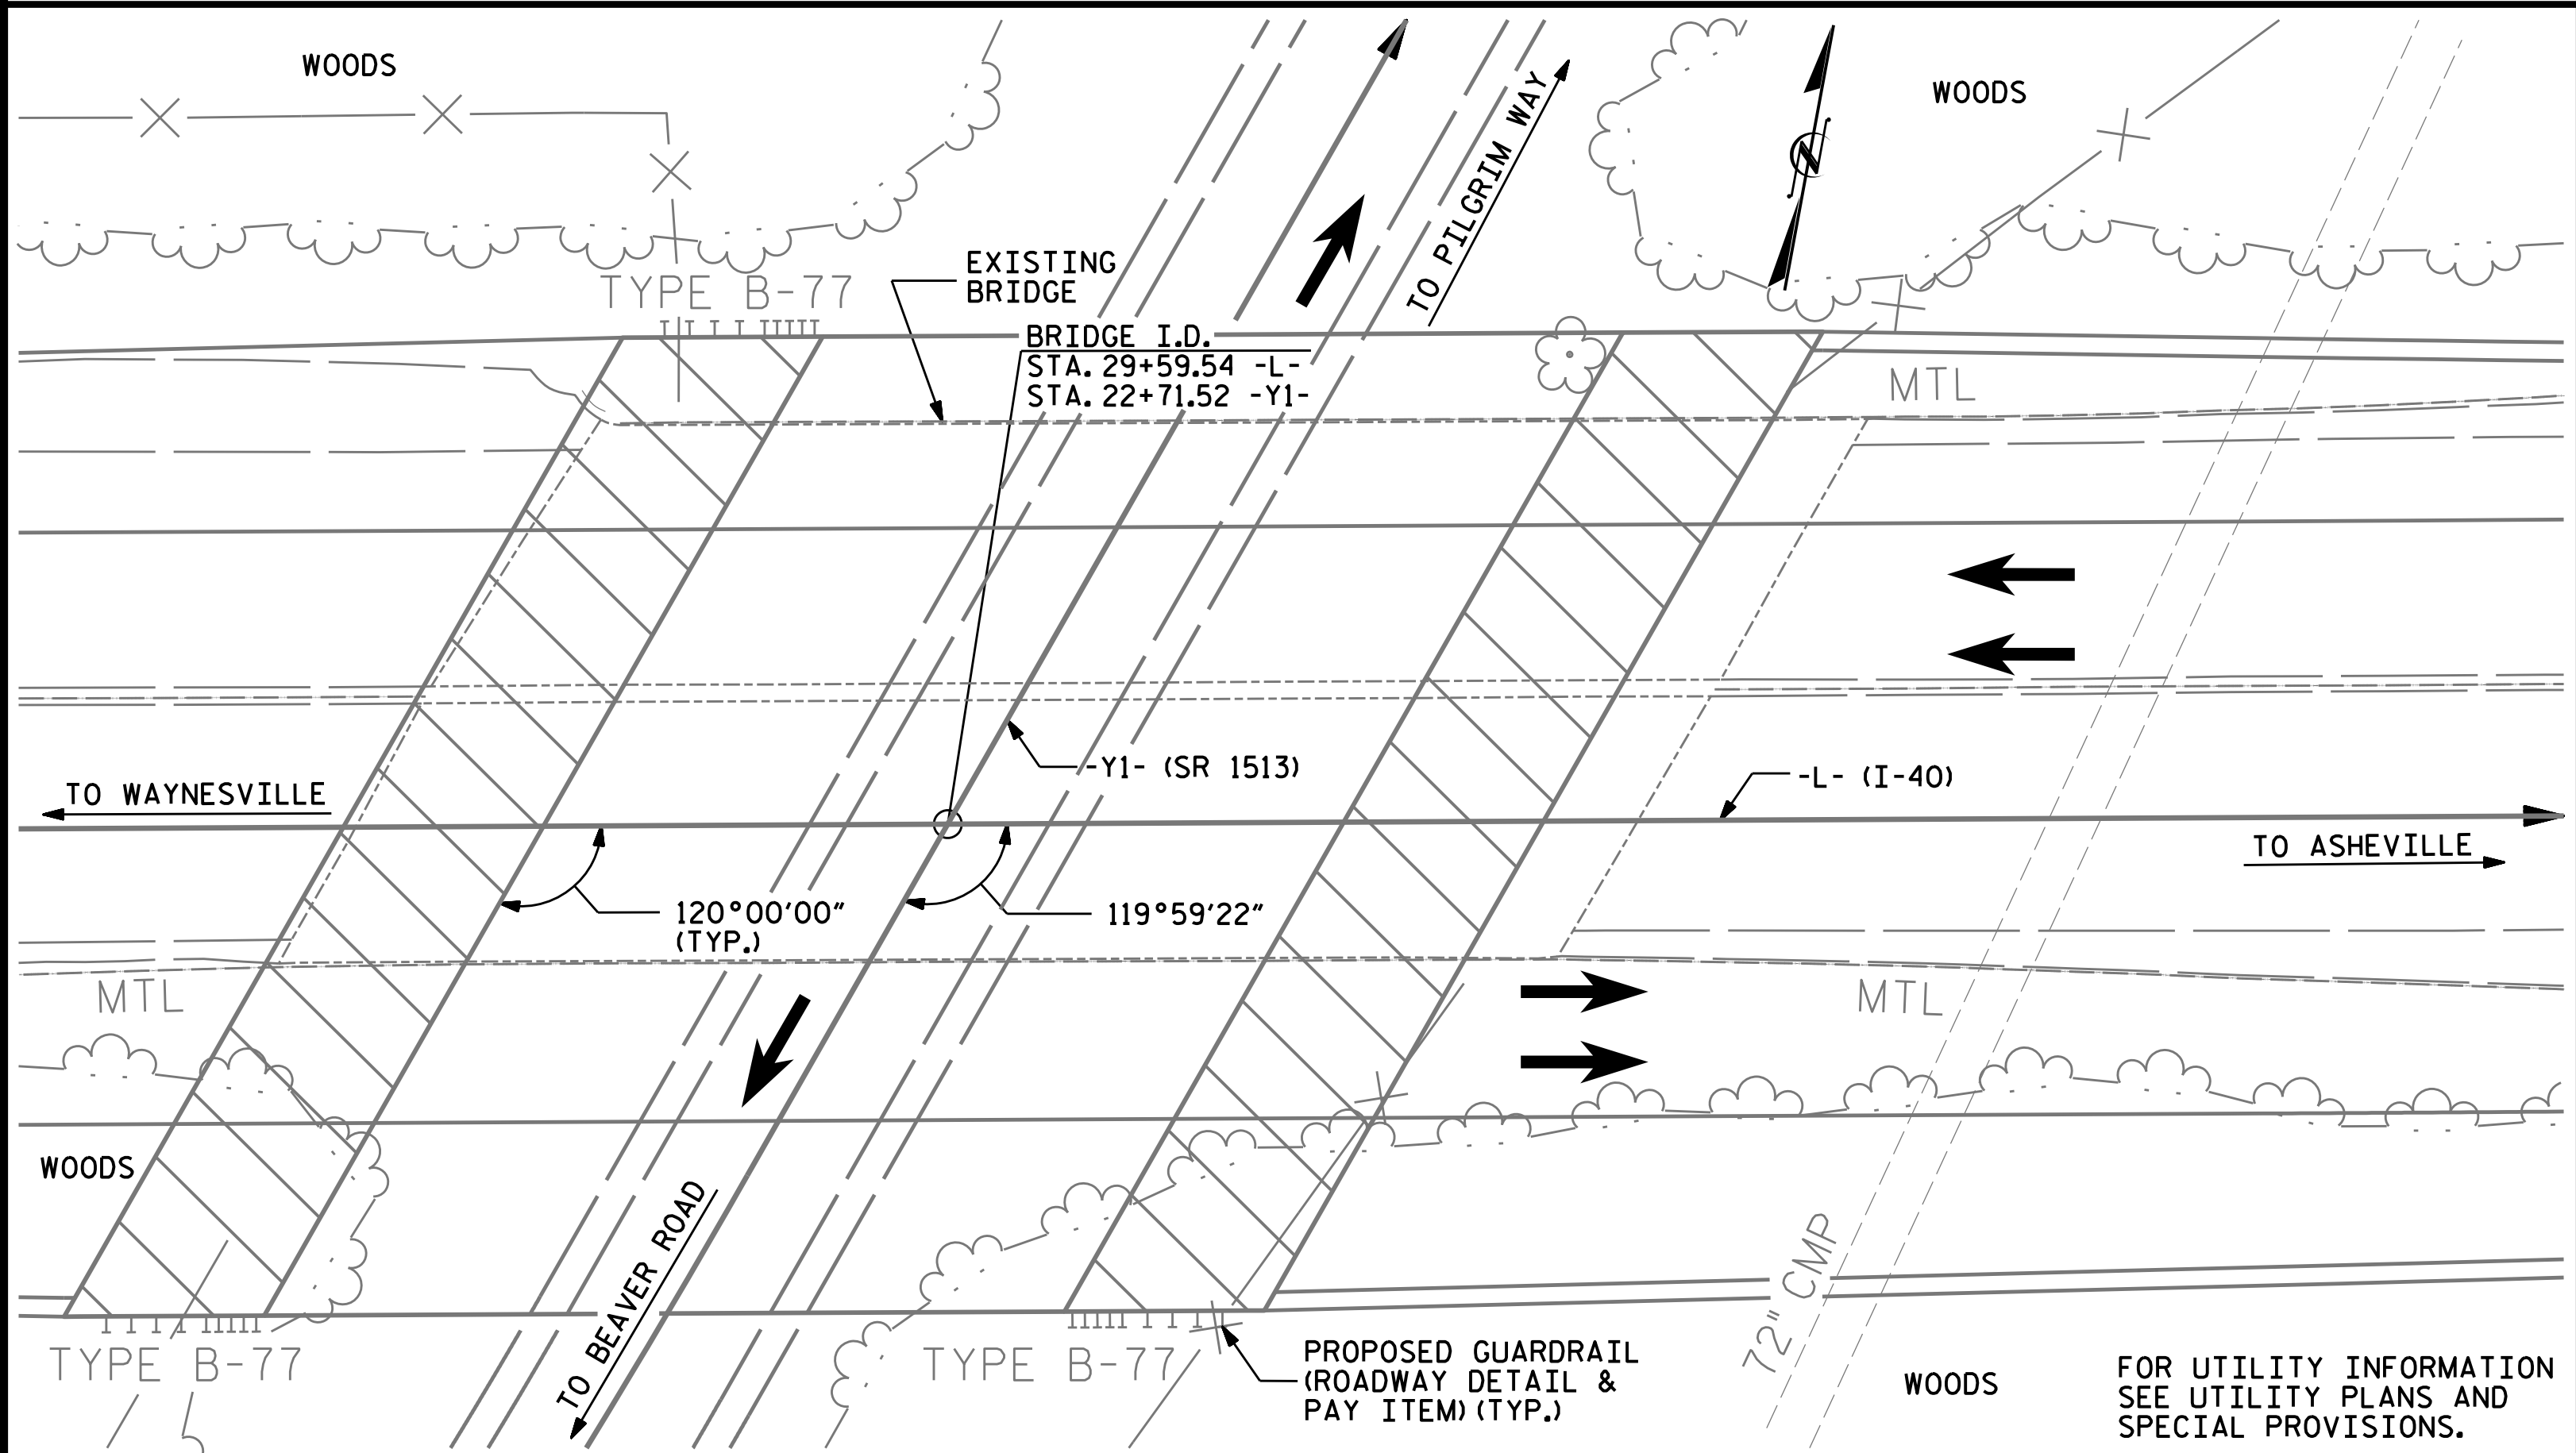 WOODS
WOODS
TO PILGRIM WAY
N
EXISTING
BRIDGE
TYPE B-77
BRIDGE I.D.
STA. 29+59.54 -L-
STA. 22+71.52 -Y1-
MTL
-Y1- (SR 1513)
-L- (I-40)
TO WAYNESVILLE
TO ASHEVILLE
120°00'00"
(TYP.)
119°59'22"
MTL
MTL
WOODS
TO BEAVER ROAD
72" CMP
TYPE B-77
TYPE B-77
PROPOSED GUARDRAIL
(ROADWAY DETAIL &
PAY ITEM) (TYP.)
WOODS
FOR UTILITY INFORMATION
SEE UTILITY PLANS AND
SPECIAL PROVISIONS.